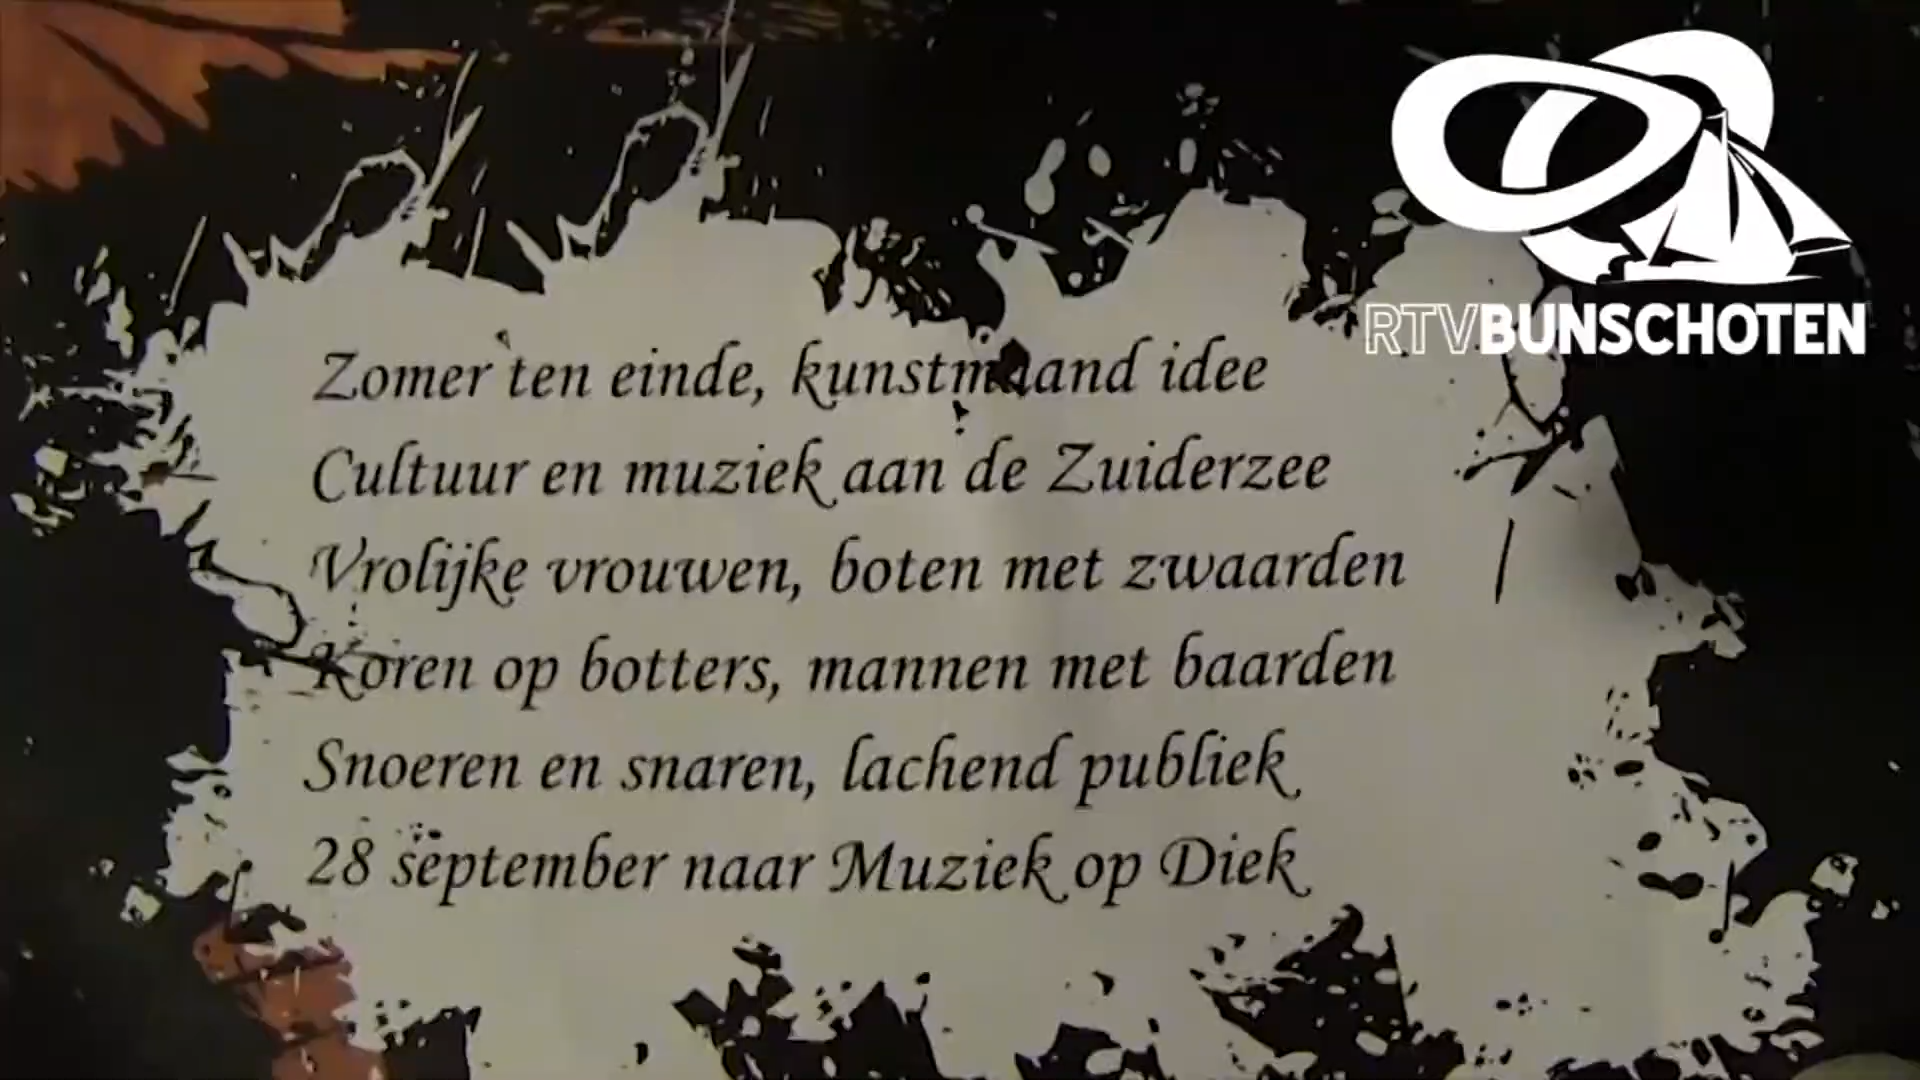 RTVBUNSCHOTEN
Zomer ten einde, kunstmaand idee
Cultuur en muziek aan de Zuiderzee
Vrolijke vrouwen, boten met zwaarden
Koren op botters, mannen met baarden
Snoeren en snaren, lachend publiek
28 september naar Muziek op Diek